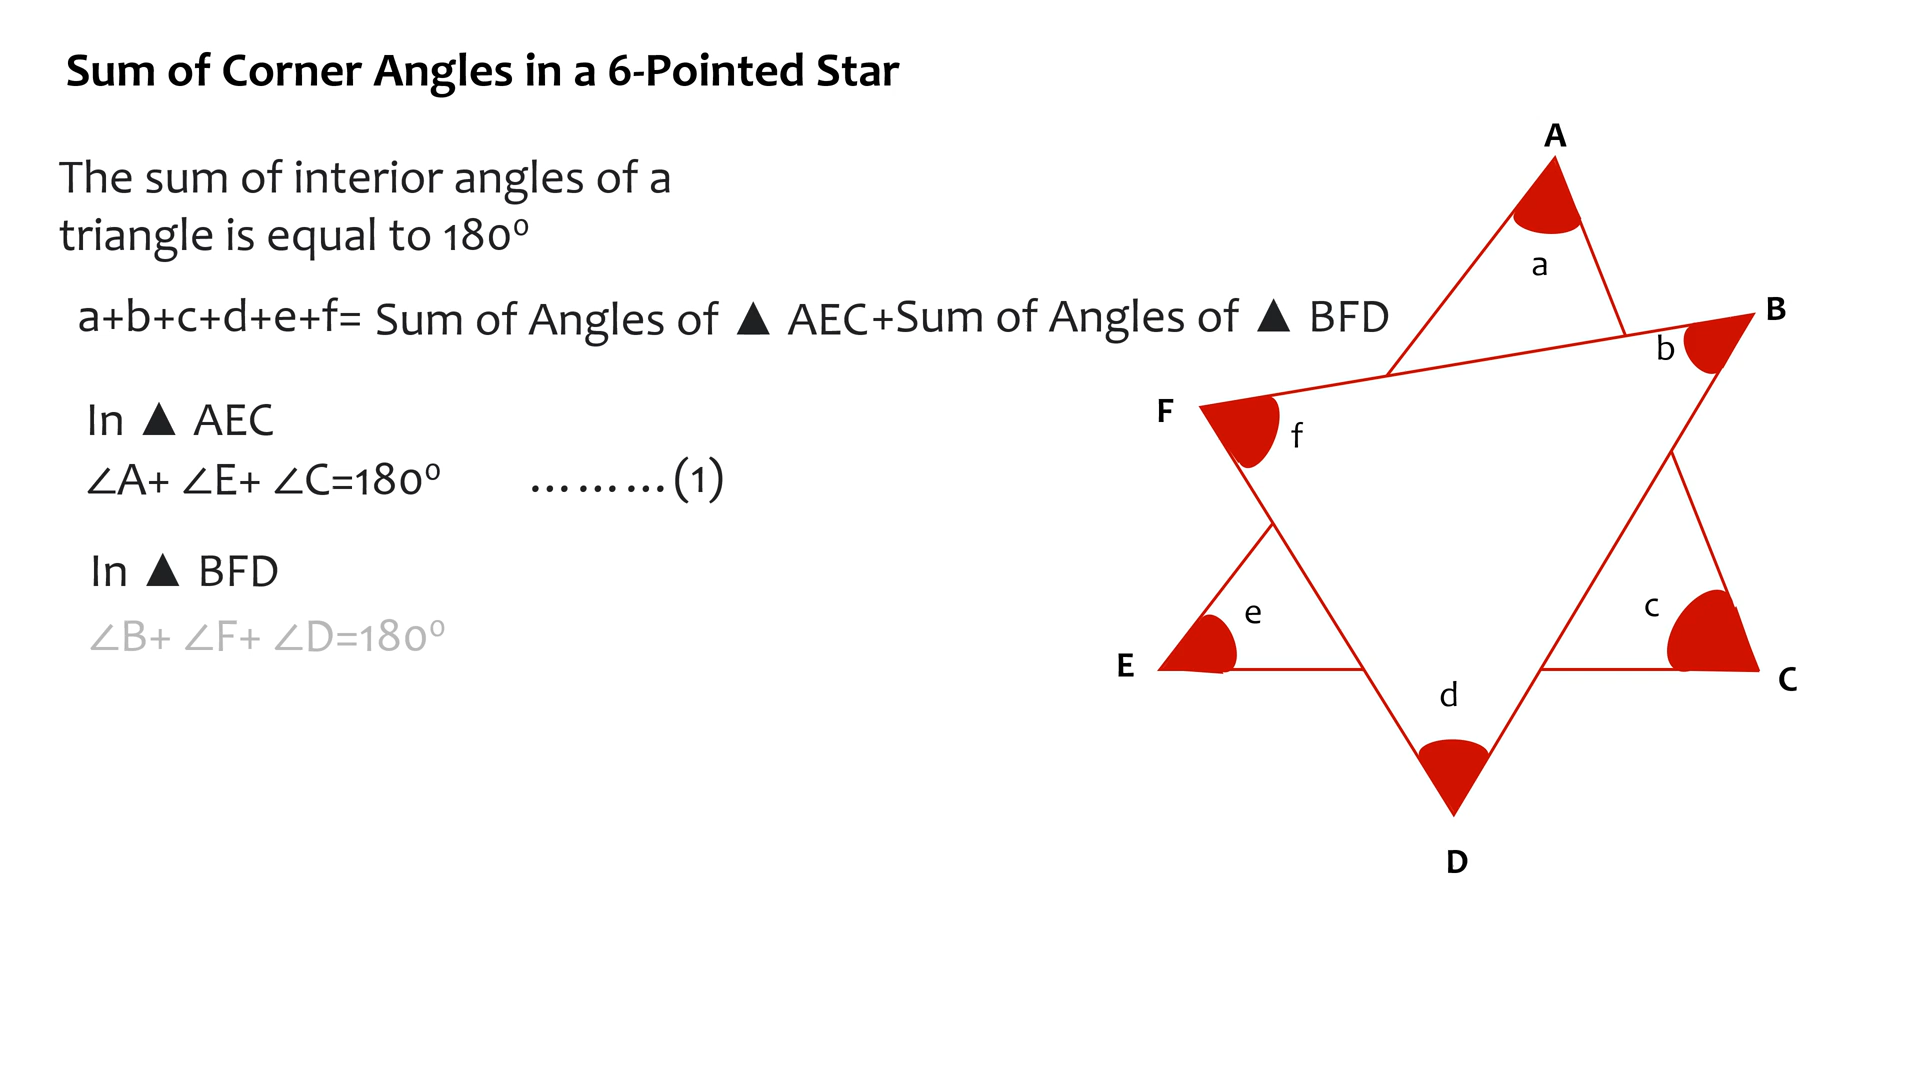 Sum of Corner Angles in a 6-Pointed Star
The sum of interior angles of a
triangle is equal to 180⁰
a+b+c+d+e+f= Sum of Angles of ▲ AEC+Sum of Angles of ▲ BFD
In ▲ AEC
∠A+ ∠E+ ∠C=180⁰ ………(1)
In ▲ BFD
∠B+ ∠F+ ∠D=180⁰
A
a
B
b
F
f
e
c
E
C
d
D